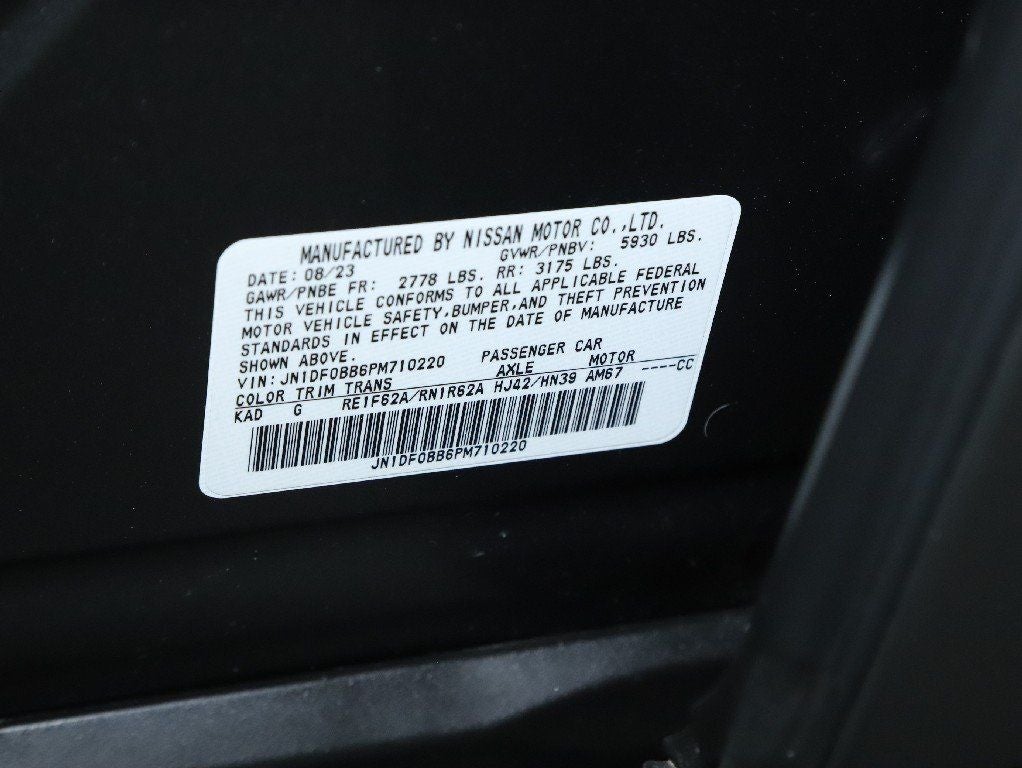 MANUFACTURED BY NISSAN MOTOR CO.,LTD.
DATE: 08/23 GVWR/PNBV: 5930 LBS.
GAWR/PNBE FR: 2778 LBS. RR: 3175 LBS.
THIS VEHICLE CONFORMS TO ALL APPLICABLE FEDERAL
MOTOR VEHICLE SAFETY,BUMPER,AND THEFT PREVENTION
STANDARDS IN EFFECT ON THE DATE OF MANUFACTURE
SHOWN ABOVE.
VIN: JN1DF0BB6PM710220 PASSENGER CAR
COLOR TRIM TRANS AXLE MOTOR
KAD G RE1F62A/RN1R62A HJ42/HN39 AM67 ----CC
JN1DF0BB6PM710220